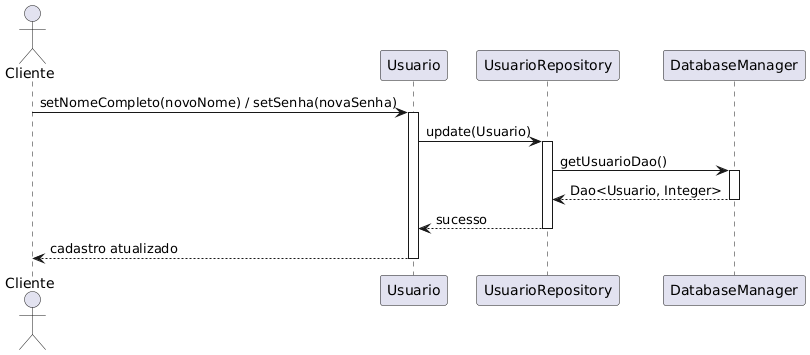 Cliente
Usuario
UsuarioRepository
DatabaseManager
setNomeCompleto(novoNome) / setSenha(novaSenha)
update(Usuario)
getUsuarioDao()
Dao<Usuario, Integer>
sucesso
cadastro atualizado
Cliente
Usuario
UsuarioRepository
DatabaseManager